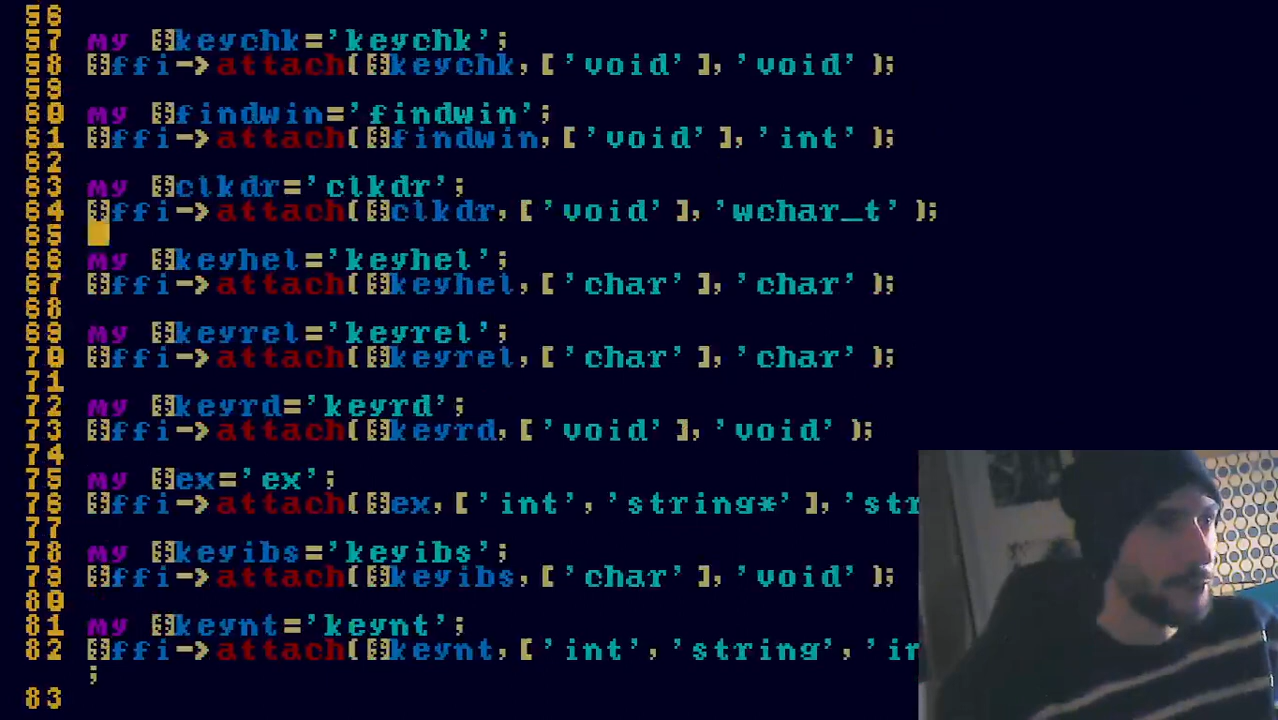 56
57 my $keychk='keychk';
58 $ffi->attach($keychk,['void'],'void');
59
60 my $findwin='findwin';
61 $ffi->attach($findwin,['void'],'int');
62
63 my $clkdr='clkdr';
64 $ffi->attach($clkdr,['void'],'wchar_t');
65
66 my $keyhel='keyhel';
67 $ffi->attach($keyhel,['char'],'char');
68
69 my $keyrel='keyrel';
70 $ffi->attach($keyrel,['char'],'char');
71
72 my $keyrd='keyrd';
73 $ffi->attach($keyrd,['void'],'void');
74
75 my $ex='ex';
76 $ffi->attach($ex,['int','string*'],'str
77
78 my $keyibs='keyibs';
79 $ffi->attach($keyibs,['char'],'void');
80
81 my $keynt='keynt';
82 $ffi->attach($keynt,['int','string','in
;
83